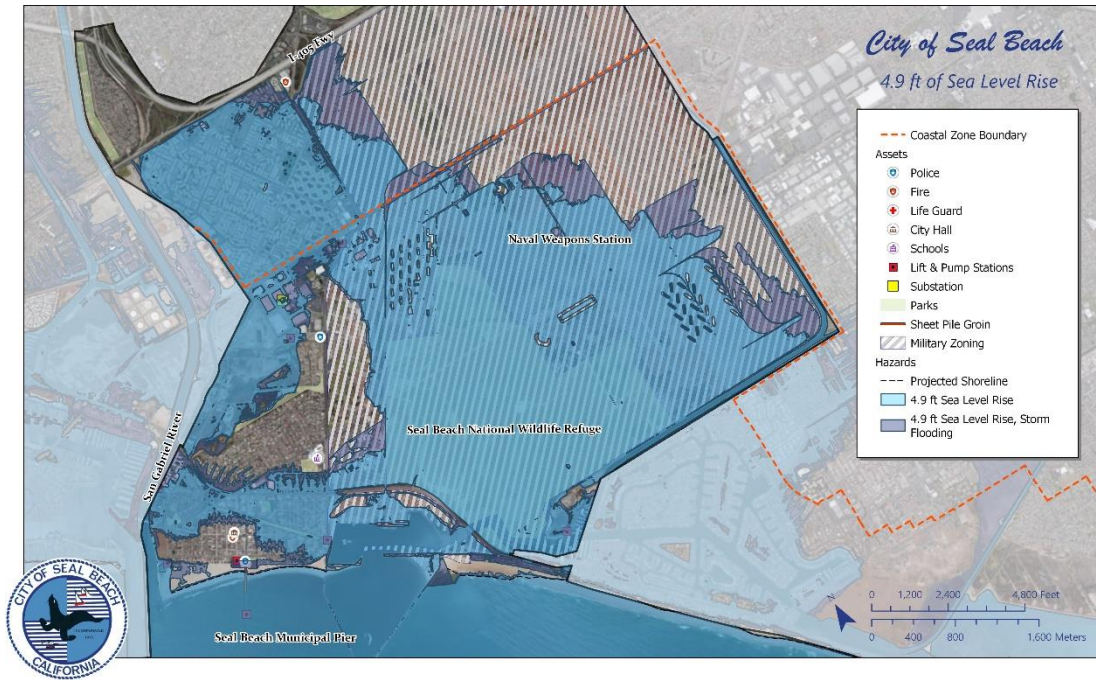 City of Seal Beach
4.9 ft of Sea Level Rise
I-405 Fwy
Coastal Zone Boundary
Assets
Police
Fire
Life Guard
City Hall
Schools
Lift & Pump Stations
Substation
Parks
Sheet Pile Groin
Military Zoning
Hazards
Projected Shoreline
4.9 ft Sea Level Rise
4.9 ft Sea Level Rise, Storm
Flooding
Naval Weapons Station
Seal Beach National Wildlife Refuge
San Gabriel River
Seal Beach Municipal Pier
N
0 1,200 2,400 4,800 Feet
0 400 800 1,600 Meters
CITY OF SEAL BEACH
CALIFORNIA